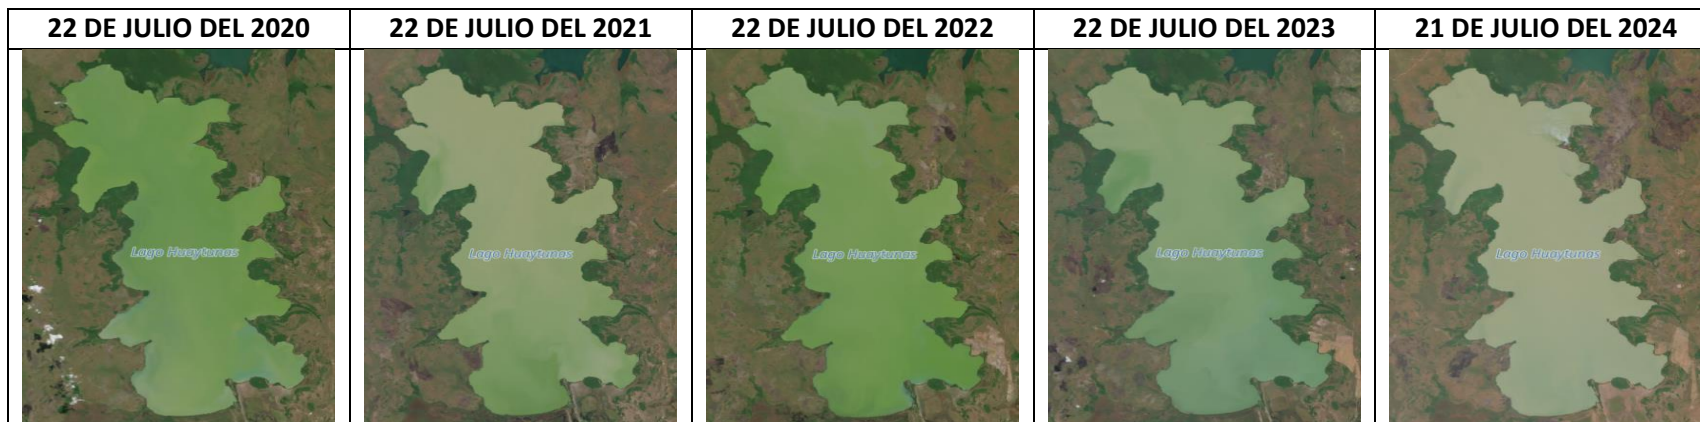 22 DE JULIO DEL 2020
22 DE JULIO DEL 2021
22 DE JULIO DEL 2022
22 DE JULIO DEL 2023
21 DE JULIO DEL 2024
Lago Huaytunas
Lago Huaytunas
Lago Huaytunas
Lago Huaytunas
Lago Huaytunas